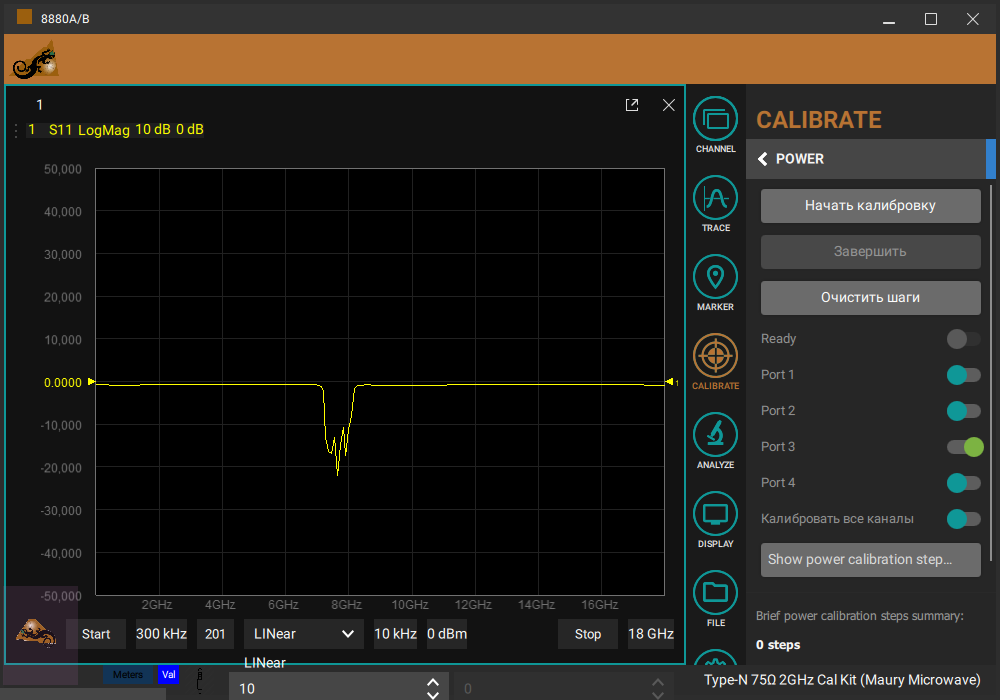 8880A/B
1
1 S11 LogMag 10 dB 0 dB
50,000
40,000
30,000
20,000
10,000
0.0000
-10,000
-20,000
-30,000
-40,000
-50,000
1
2GHz 4GHz 6GHz 8GHz 10GHz 12GHz 14GHz 16GHz
Start 300 kHz 201 LINear 10 kHz 0 dBm Stop 18 GHz
LINear
Meters Val
10 0
CHANNEL
TRACE
MARKER
CALIBRATE
ANALYZE
DISPLAY
FILE
CALIBRATE
POWER
Начать калибровку
Завершить
Очистить шаги
Ready
Port 1
Port 2
Port 3
Port 4
Калибровать все каналы
Show power calibration step...
Brief power calibration steps summary:
0 steps
Type-N 75Ω 2GHz Cal Kit (Maury Microwave)